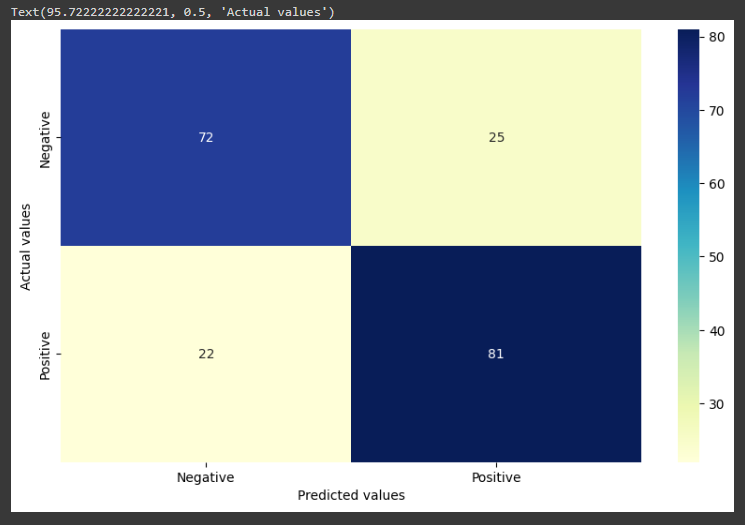 Text(95.72222222222221, 0.5, 'Actual values')
80
Negative
72
25
70
60
Actual values
50
40
Positive
22
81
30
Negative
Positive
Predicted values